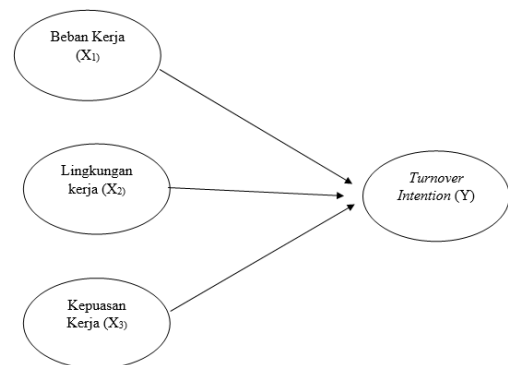 Beban Kerja
(X1)
Lingkungan
kerja (X2)
Turnover
Intention (Y)
Kepuasan
Kerja (X3)